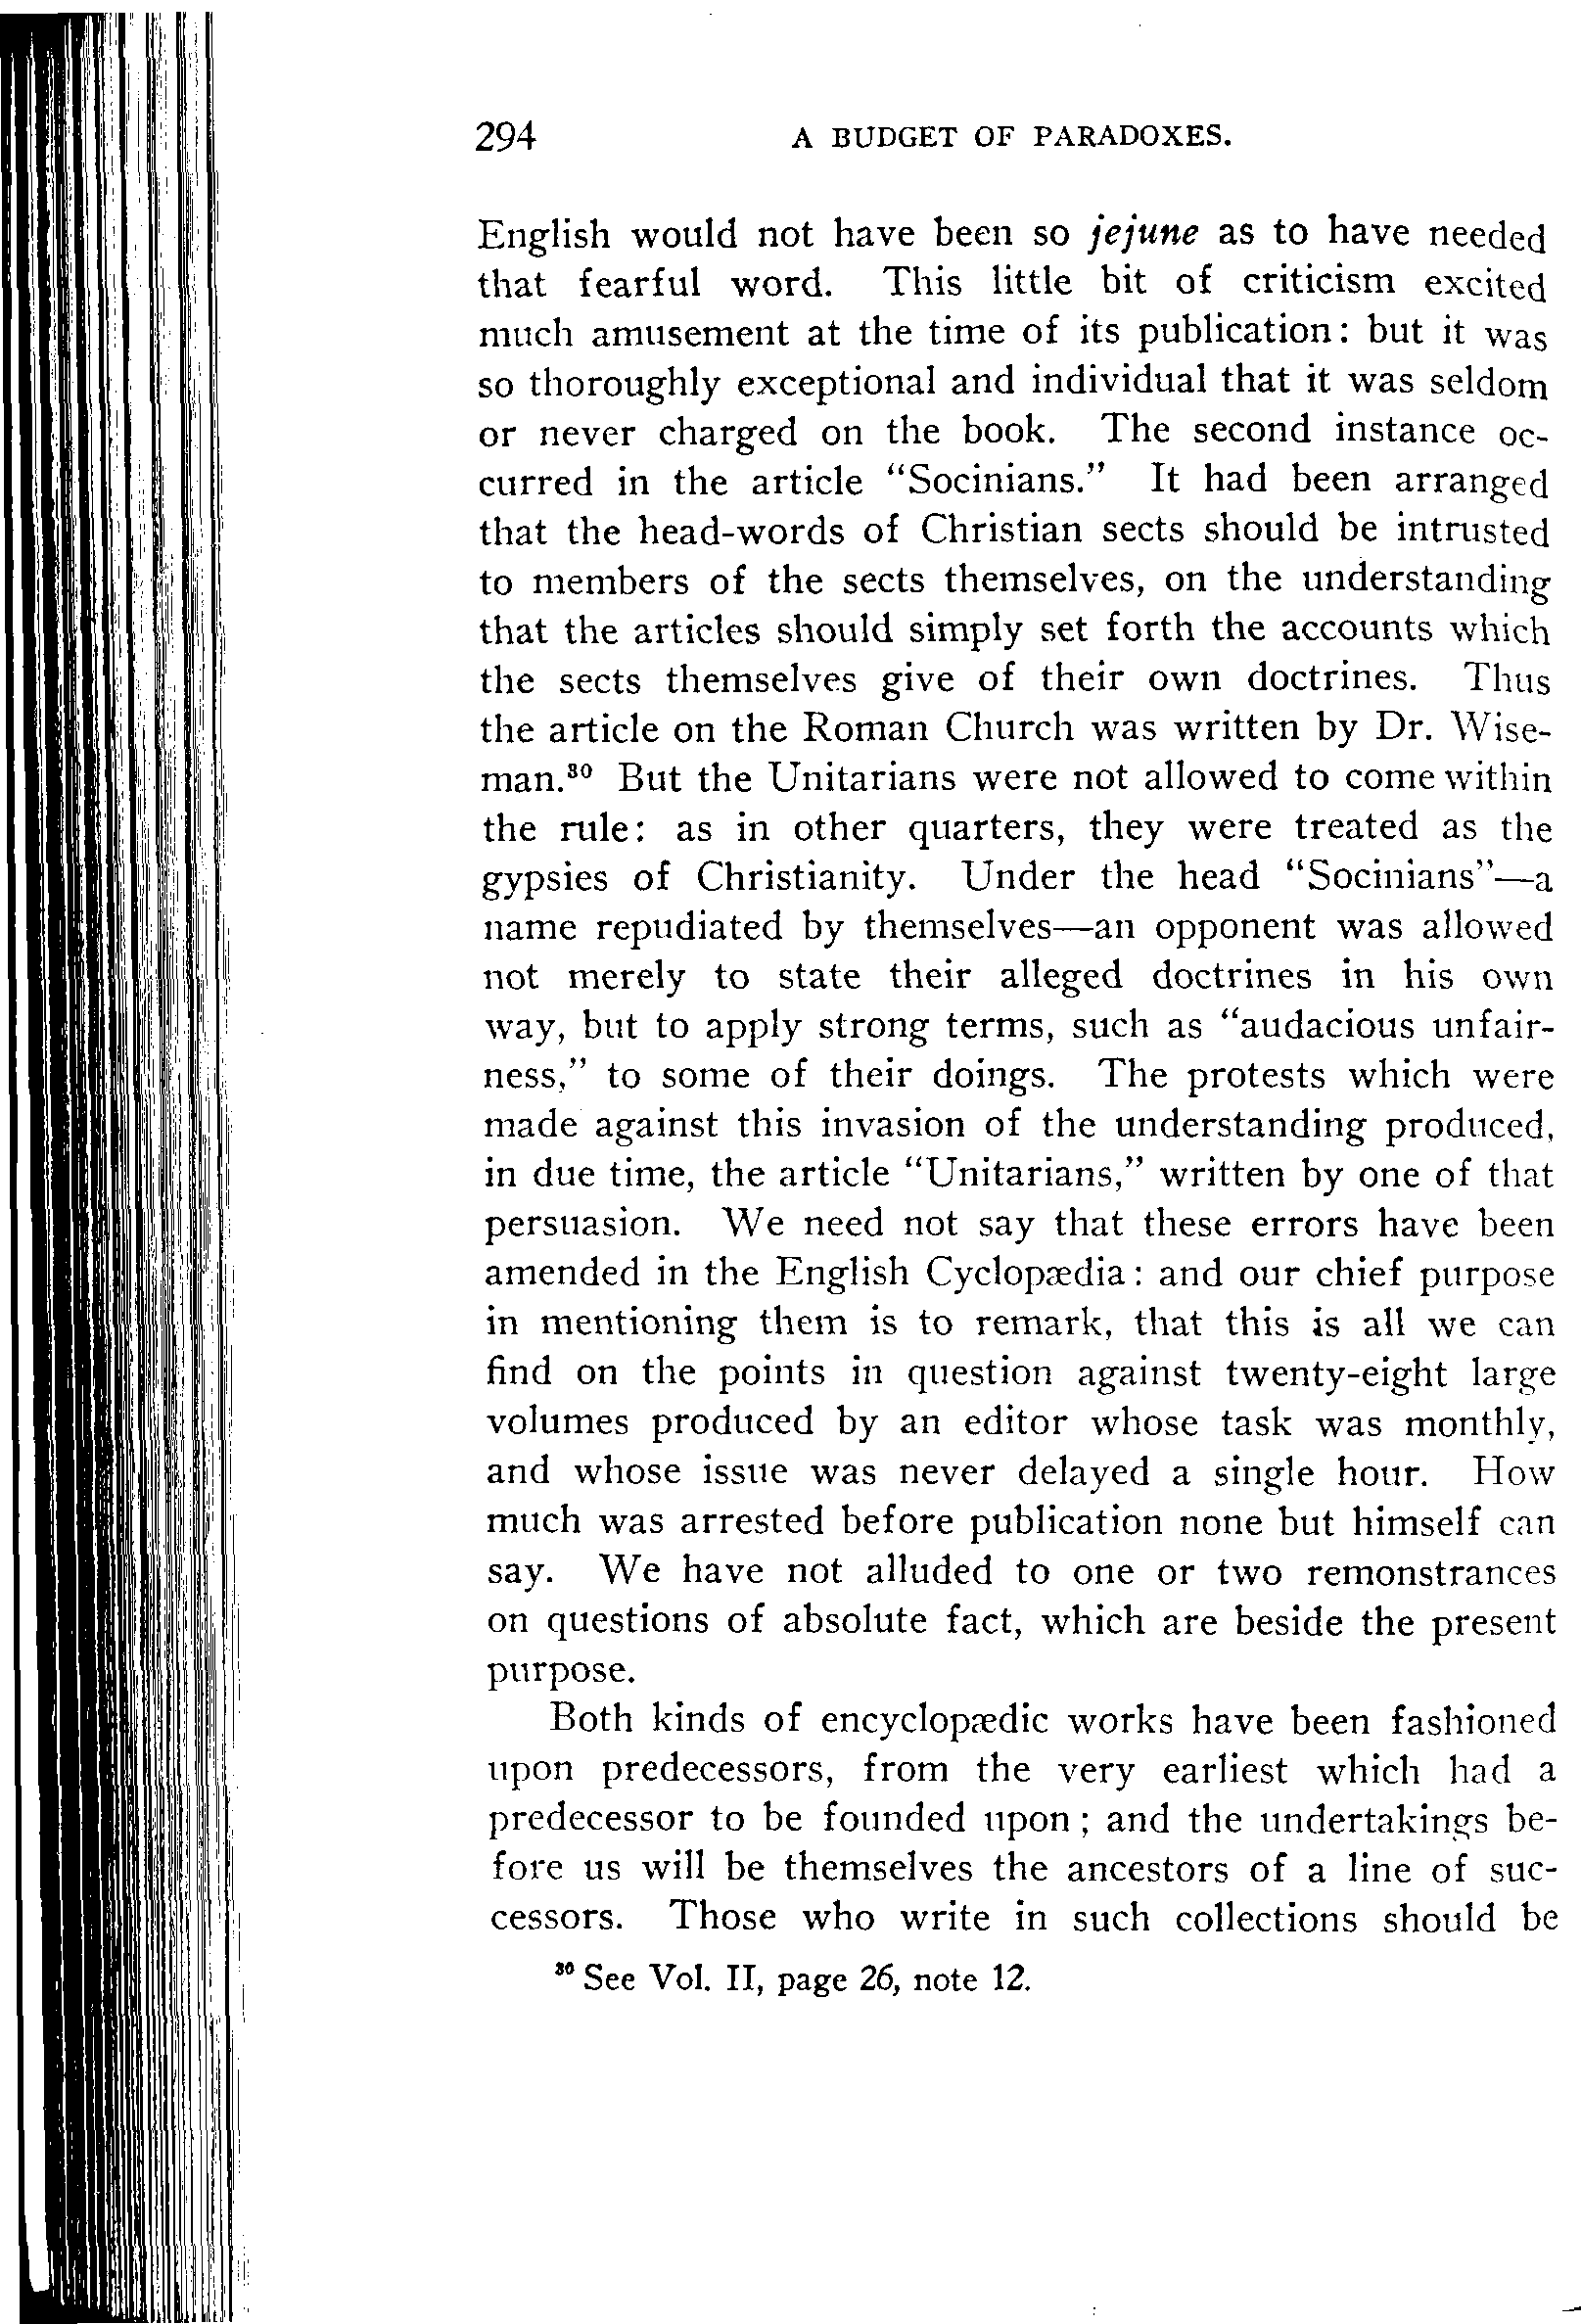 294 A BUDGET OF PARADOXES.
English would not have been so jejune as to have needed
that fearful word. This little bit of criticism excited
much amusement at the time of its publication: but it was
so thoroughly exceptional and individual that it was seldom
or never charged on the book. The second instance oc-
curred in the article “Socinians.” It had been arranged
that the head-words of Christian sects should be intrusted
to members of the sects themselves, on the understanding
that the articles should simply set forth the accounts which
the sects themselves give of their own doctrines. Thus
the article on the Roman Church was written by Dr. Wise-
man.³⁰ But the Unitarians were not allowed to come within
the rule: as in other quarters, they were treated as the
gypsies of Christianity. Under the head “Socinians”—a
name repudiated by themselves—an opponent was allowed
not merely to state their alleged doctrines in his own
way, but to apply strong terms, such as “audacious unfair-
ness,” to some of their doings. The protests which were
made against this invasion of the understanding produced,
in due time, the article “Unitarians,” written by one of that
persuasion. We need not say that these errors have been
amended in the English Cyclopædia: and our chief purpose
in mentioning them is to remark, that this is all we can
find on the points in question against twenty-eight large
volumes produced by an editor whose task was monthly,
and whose issue was never delayed a single hour. How
much was arrested before publication none but himself can
say. We have not alluded to one or two remonstrances
on questions of absolute fact, which are beside the present
purpose.
Both kinds of encyclopædic works have been fashioned
upon predecessors, from the very earliest which had a
predecessor to be founded upon; and the undertakings be-
fore us will be themselves the ancestors of a line of suc-
cessors. Those who write in such collections should be
³⁰ See Vol. II, page 26, note 12.